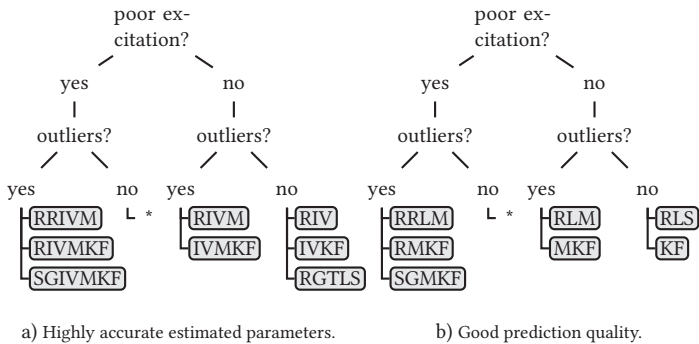 poor ex-
citation?
yes
no
outliers?
outliers?
yes
no
yes
no
RRIVM
*
RIVM
RIV
RIVMKF
IVMKF
IVKF
SGIVMKF
RGTLS
a) Highly accurate estimated parameters.
poor ex-
citation?
yes
no
outliers?
outliers?
yes
no
yes
no
RRLM
*
RLM
RLS
RMKF
MKF
KF
SGMKF
b) Good prediction quality.